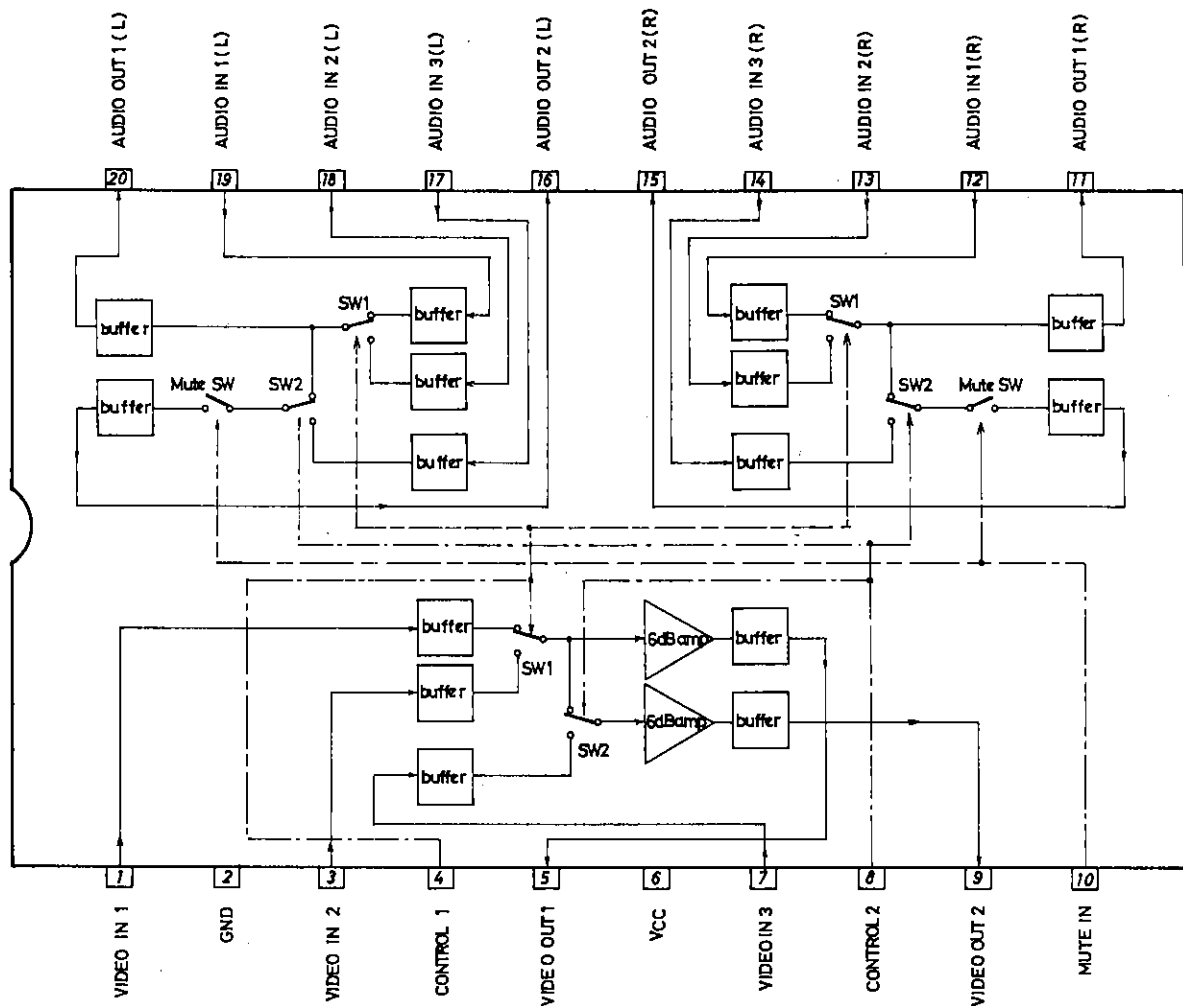 AUDIO OUT 1 (L)
AUDIO IN 1 (L)
AUDIO IN 2 (L)
AUDIO IN 3 (L)
AUDIO OUT 2 (L)
AUDIO OUT 2 (R)
AUDIO IN 3 (R)
AUDIO IN 2 (R)
AUDIO IN 1 (R)
AUDIO OUT 1 (R)
20
19
18
17
16
15
14
13
12
11
SW1
buffer
buffer
buffer
SW1
buffer
buffer
buffer
Mute SW
SW2
buffer
SW2
Mute SW
buffer
buffer
buffer
buffer
6dBamp
buffer
buffer
SW1
6dBamp
buffer
SW2
buffer
1
2
3
4
5
6
7
8
9
10
VIDEO IN 1
GND
VIDEO IN 2
CONTROL 1
VIDEO OUT 1
VCC
VIDEO IN 3
CONTROL 2
VIDEO OUT 2
MUTE IN